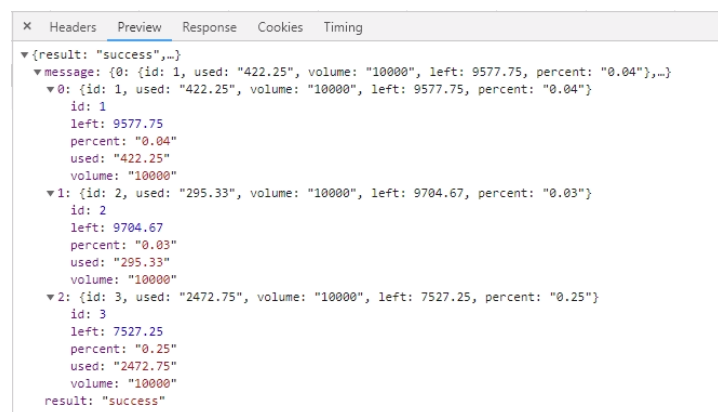 × Headers Preview Response Cookies Timing
▼{result: "success",…}
▼message: {0: {id: 1, used: "422.25", volume: "10000", left: 9577.75, percent: "0.04"},…}
▼0: {id: 1, used: "422.25", volume: "10000", left: 9577.75, percent: "0.04"}
id: 1
left: 9577.75
percent: "0.04"
used: "422.25"
volume: "10000"
▼1: {id: 2, used: "295.33", volume: "10000", left: 9704.67, percent: "0.03"}
id: 2
left: 9704.67
percent: "0.03"
used: "295.33"
volume: "10000"
▼2: {id: 3, used: "2472.75", volume: "10000", left: 7527.25, percent: "0.25"}
id: 3
left: 7527.25
percent: "0.25"
used: "2472.75"
volume: "10000"
result: "success"